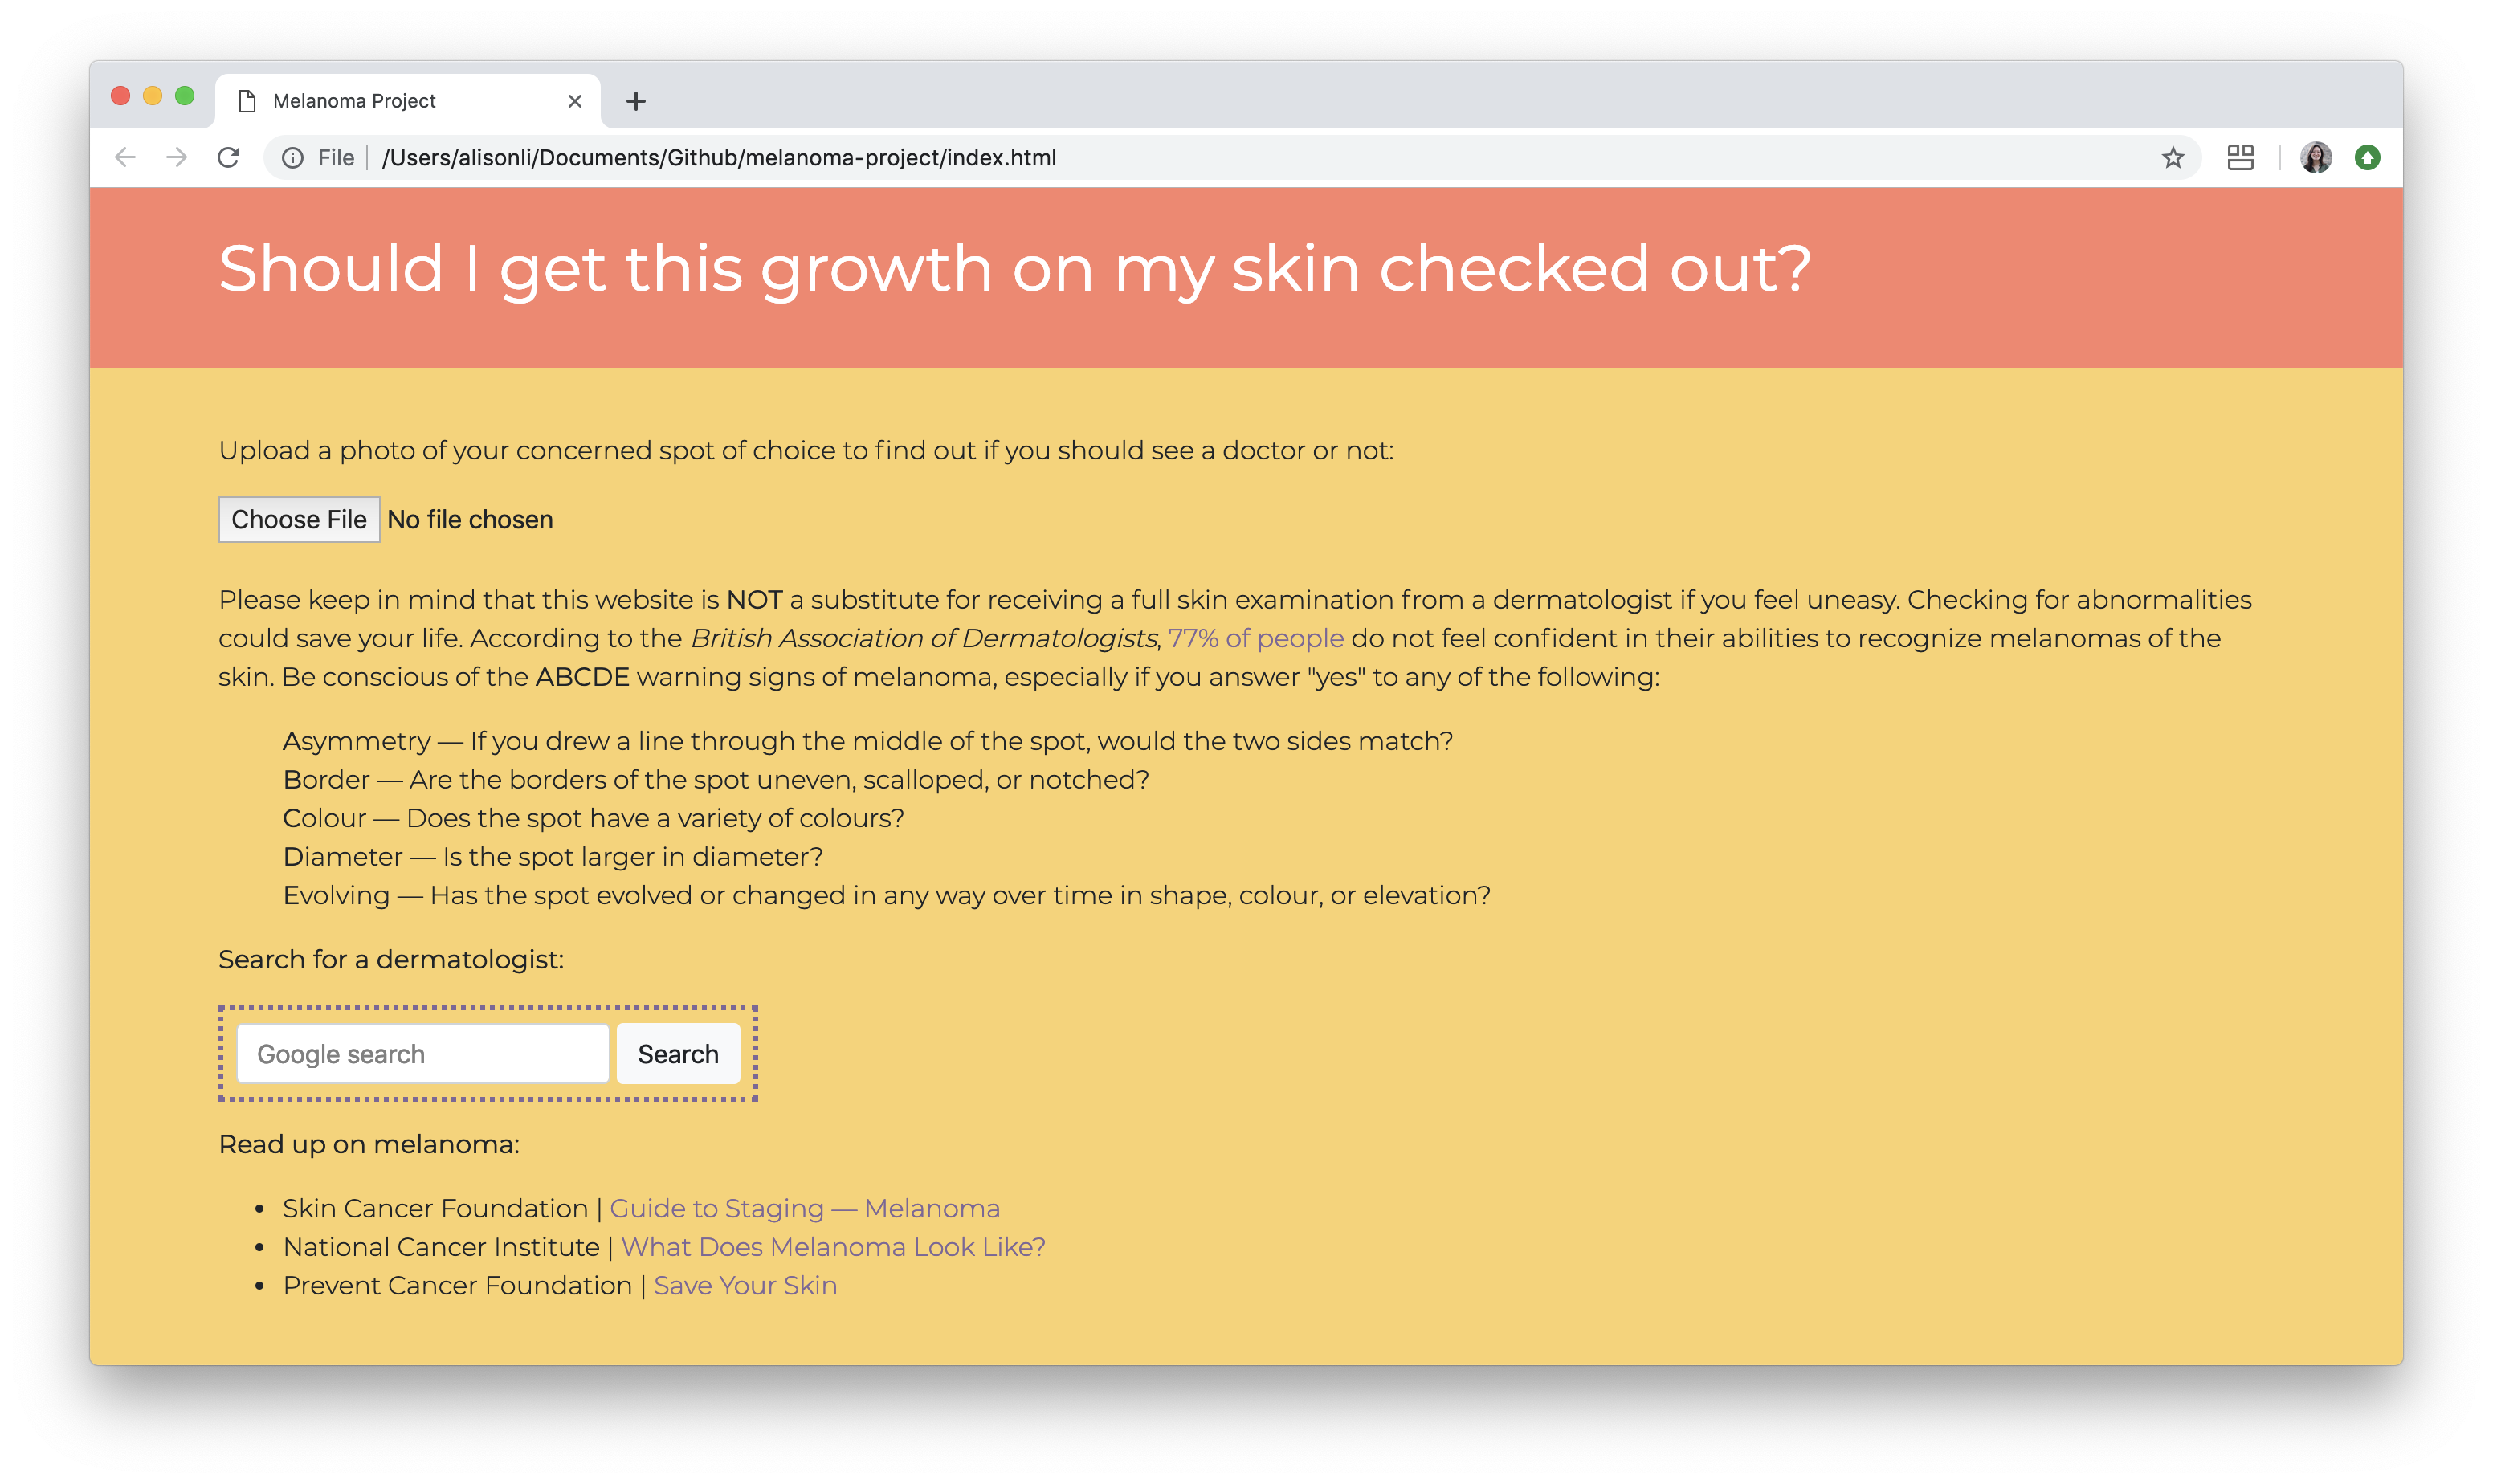 Melanoma Project
File /Users/alisonli/Documents/Github/melanoma-project/index.html
Should I get this growth on my skin checked out?
Upload a photo of your concerned spot of choice to find out if you should see a doctor or not:
Choose File No file chosen
Please keep in mind that this website is NOT a substitute for receiving a full skin examination from a dermatologist if you feel uneasy. Checking for abnormalities
could save your life. According to the British Association of Dermatologists, 77% of people do not feel confident in their abilities to recognize melanomas of the
skin. Be conscious of the ABCDE warning signs of melanoma, especially if you answer "yes" to any of the following:
Asymmetry — If you drew a line through the middle of the spot, would the two sides match?
Border — Are the borders of the spot uneven, scalloped, or notched?
Colour — Does the spot have a variety of colours?
Diameter — Is the spot larger in diameter?
Evolving — Has the spot evolved or changed in any way over time in shape, colour, or elevation?
Search for a dermatologist:
Google search Search
Read up on melanoma:
• Skin Cancer Foundation | Guide to Staging — Melanoma
• National Cancer Institute | What Does Melanoma Look Like?
• Prevent Cancer Foundation | Save Your Skin